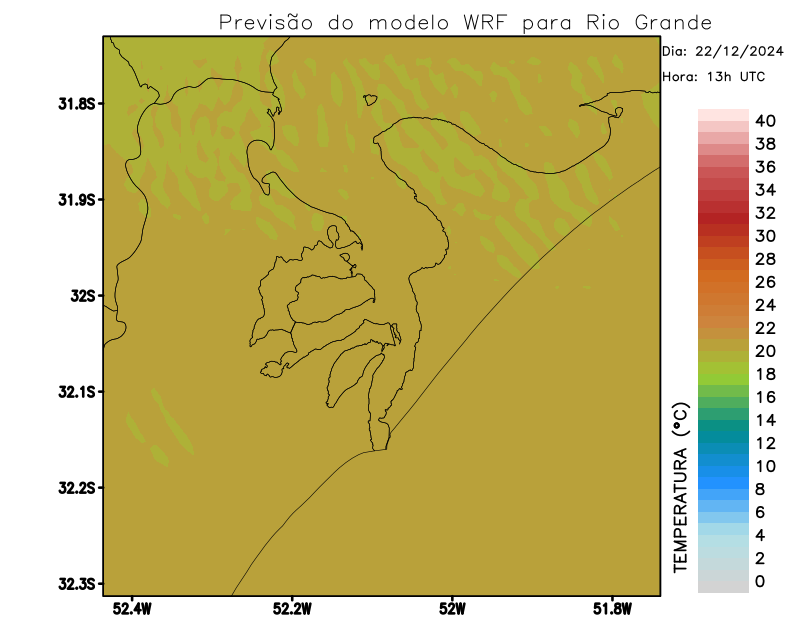 Previsão do modelo WRF para Rio Grande
Dia: 22/12/2024
Hora: 13h UTC
31.8S
31.9S
32S
32.1S
32.2S
32.3S
52.4W
52.2W
52W
51.8W
TEMPERATURA (ºC)
40
38
36
34
32
30
28
26
24
22
20
18
16
14
12
10
8
6
4
2
0